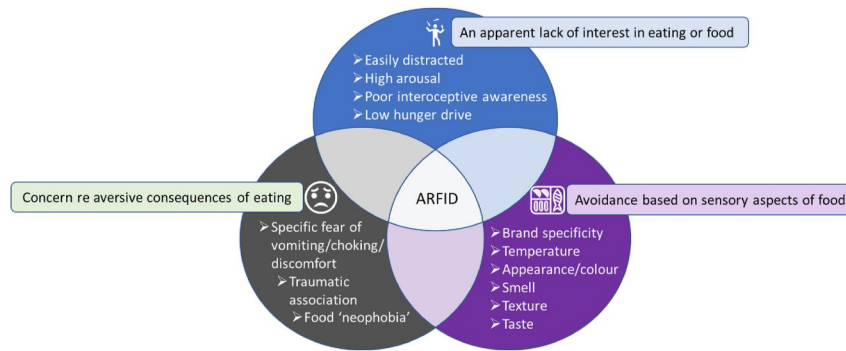 An apparent lack of interest in eating or food
➢Easily distracted
➢High arousal
➢Poor interoceptive awareness
➢Low hunger drive
Concern re aversive consequences of eating
ARFID
Avoidance based on sensory aspects of food
➢Specific fear of
vomiting/choking/
discomfort
➢Traumatic
association
➢Food ‘neophobia’
➢Brand specificity
➢Temperature
➢Appearance/colour
➢Smell
➢Texture
➢Taste